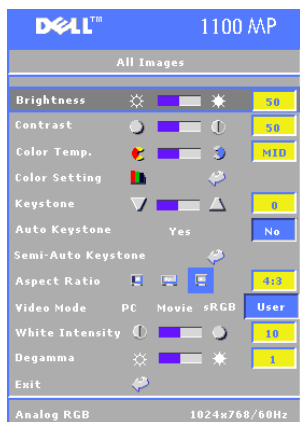 DELL™ 1100 MP
All Images
Brightness 50
Contrast 50
Color Temp. MID
Color Setting
Keystone 0
Auto Keystone Yes No
Semi-Auto Keystone
Aspect Ratio 4:3
Video Mode PC Movie sRGB User
White Intensity 10
Degamma 1
Exit
Analog RGB 1024x768/60Hz